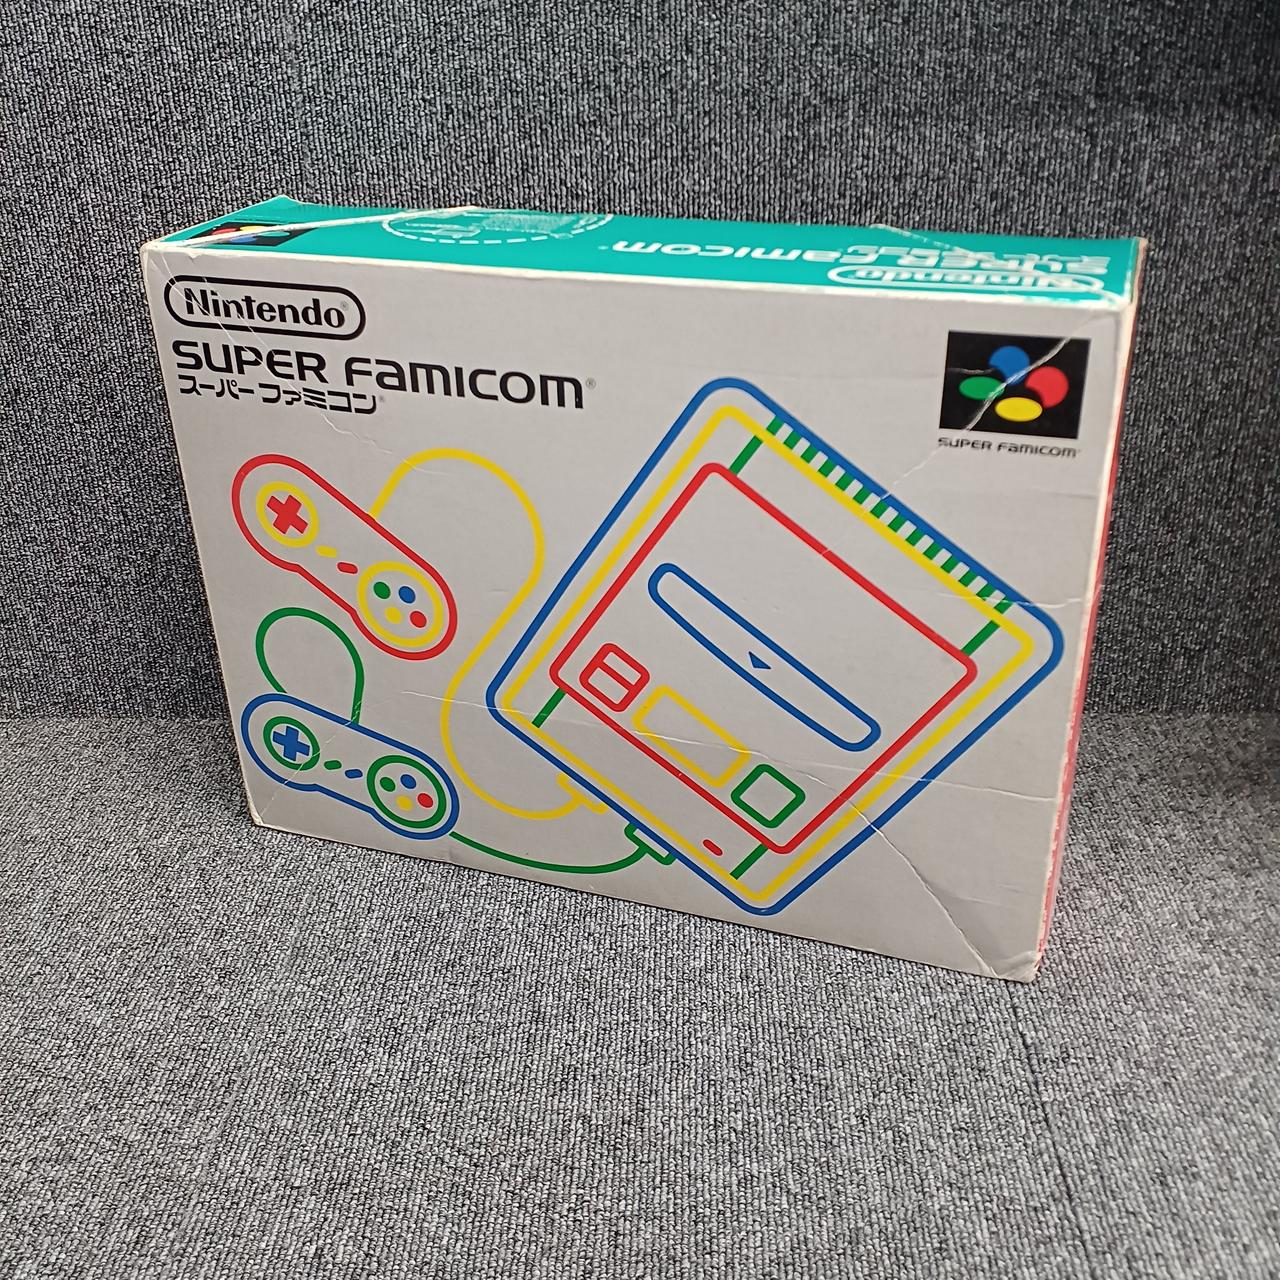 Nintendo®
SUPER FAMICOM®
スーパーファミコン®
SUPER FAMICOM
Nintendo
SUPER FAMICOM®